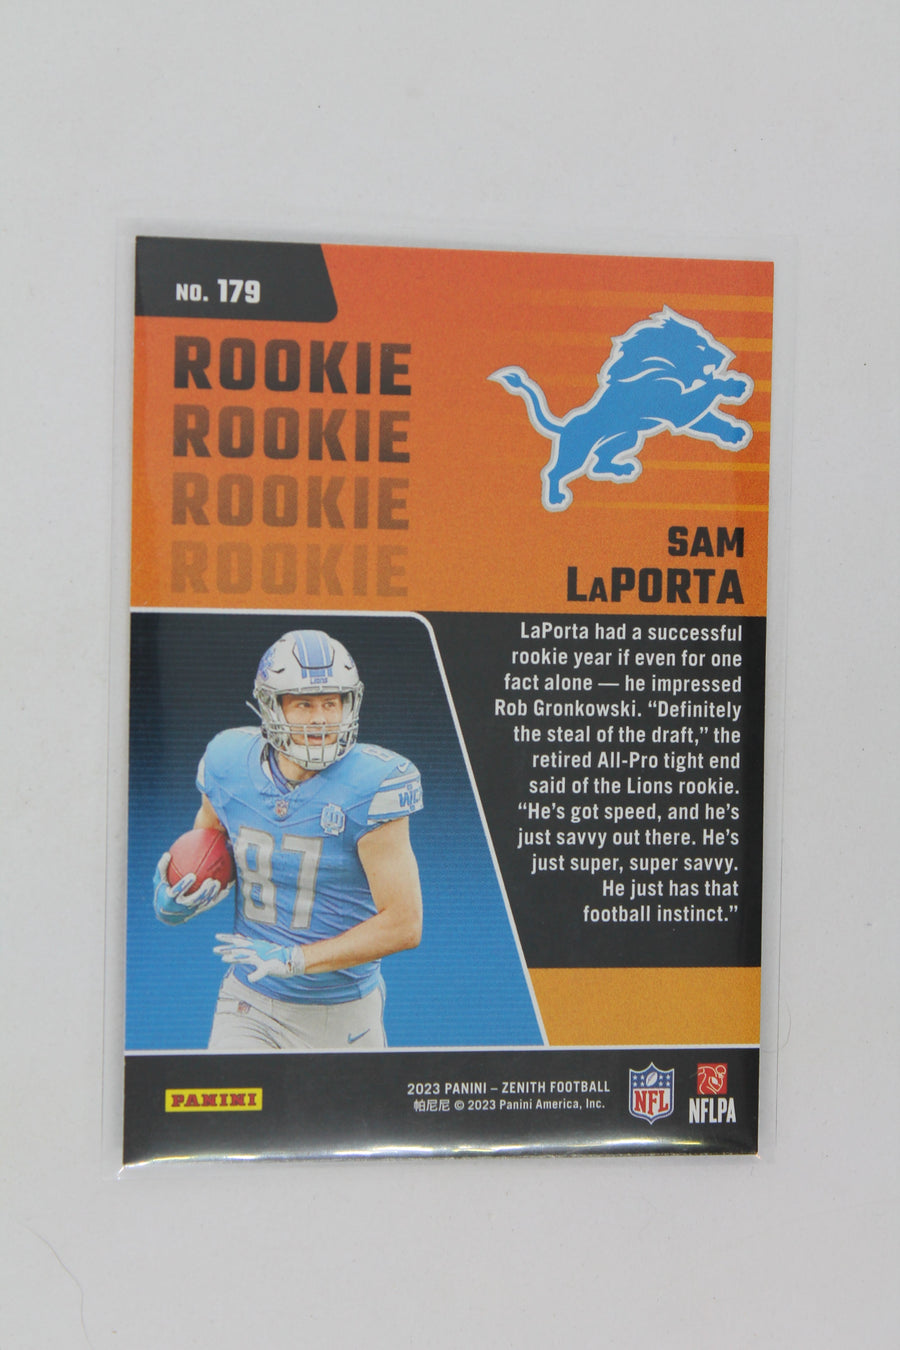 NO. 179
ROOKIE
ROOKIE
ROOKIE
ROOKIE
SAM
LAPORTA
LaPorta had a successful
rookie year if even for one
fact alone — he impressed
Rob Gronkowski. “Definitely
the steal of the draft,” the
retired All-Pro tight end
said of the Lions rookie.
“He’s got speed, and he’s
just savvy out there. He’s
just super, super savvy.
He just has that
football instinct.”
LIONS
87
87
PANINI
2023 PANINI – ZENITH FOOTBALL
帕尼尼 © 2023 Panini America, Inc.
NFL
NFLPA